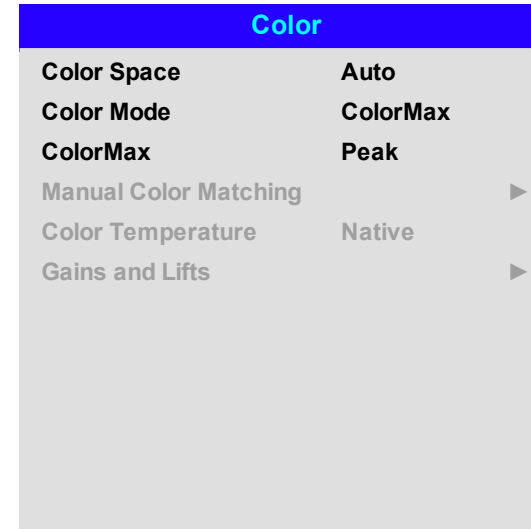 Color
Color Space Auto
Color Mode ColorMax
ColorMax Peak
Manual Color Matching
Color Temperature Native
Gains and Lifts